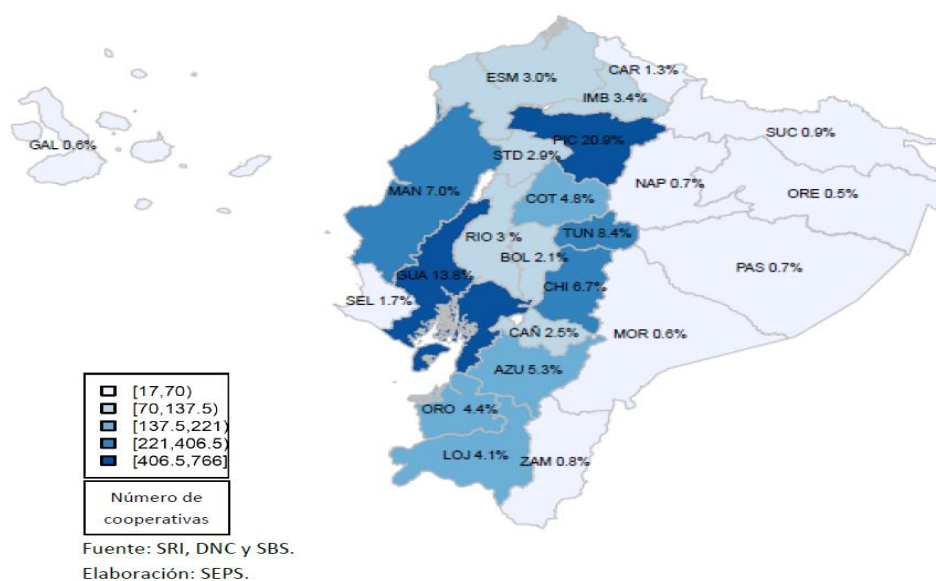 CAR 1.3%
ESM 3.0%
IMB 3.4%
SUC 0.9%
PIC 20.9%
GAL 0.6%
STD 2.9%
NAP 0.7%
MAN 7.0%
COT 4.8%
ORE 0.5%
RIO 3 %
TUN 8.4%
BOL 2.1%
PAS 0.7%
GUA 13.8%
CHI 6.7%
SEL 1.7%
CAÑ 2.5%
MOR 0.6%
AZU 5.3%
ORO 4.4%
LOJ 4.1%
ZAM 0.8%
[17,70)
[70,137.5)
[137.5,221)
[221,406.5)
[406.5,766]
Número de
cooperativas
Fuente: SRI, DNC y SBS.
Elaboración: SEPS.